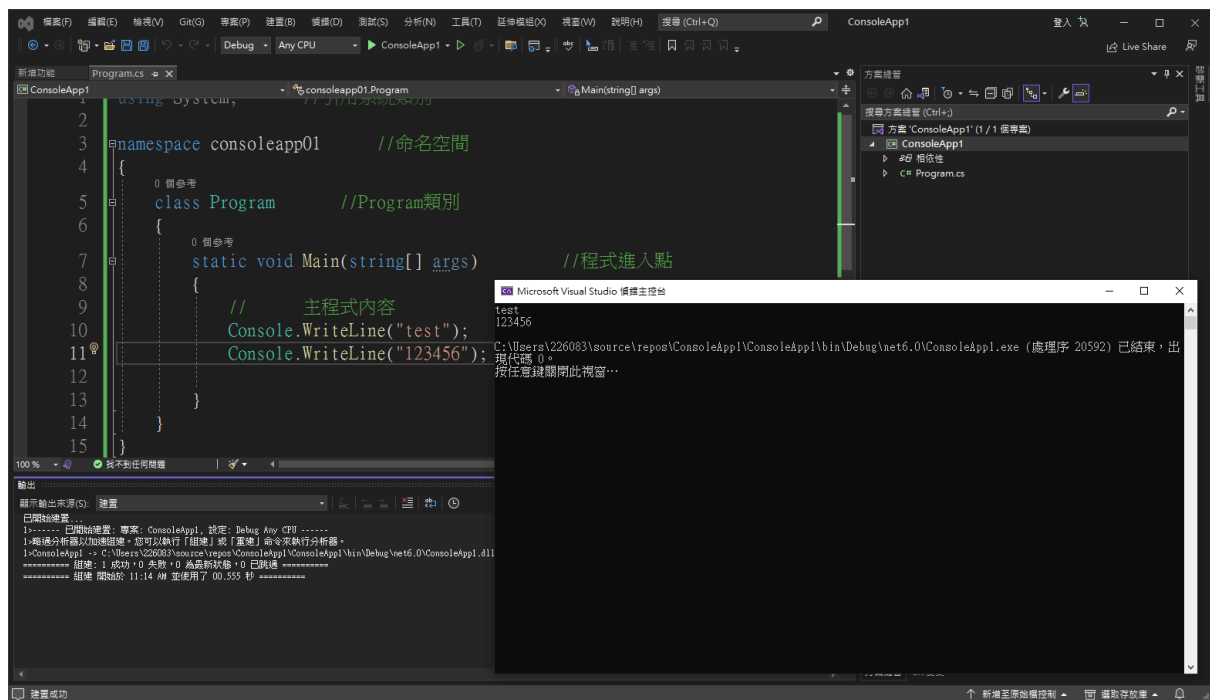 檔案(F) 編輯(E) 檢視(V) Git(G) 專案(P) 建置(B) 偵錯(D) 測試(S) 分析(N) 工具(T) 延伸模組(X) 視窗(W) 說明(H) 搜尋 (Ctrl+Q) ConsoleApp1 登入
Debug Any CPU ConsoleApp1 Live Share
新增功能 Program.cs
ConsoleApp1 consoleapp01.Program Main(string[] args)
1 using System; //引用系統類別
2
3 namespace consoleapp01 //命名空間
4 {
0 個參考
5 class Program //Program類別
6 {
0 個參考
7 static void Main(string[] args) //程式進入點
8 {
9 // 主程式內容
10 Console.WriteLine("test");
11 Console.WriteLine("123456");
12
13 }
14 }
15 }
100 % 找不到任何問題
方案總管
搜尋方案總管 (Ctrl+;)
方案 'ConsoleApp1' (1 / 1 個專案)
ConsoleApp1
相依性
C# Program.cs
Microsoft Visual Studio 偵錯主控台
test
123456
C:\Users\226083\source\repos\ConsoleApp1\ConsoleApp1\bin\Debug\net6.0\ConsoleApp1.exe (處理序 20592) 已結束，出
現代碼 0。
按任意鍵關閉此視窗…
輸出
顯示輸出來源(S): 建置
已開始建置...
1>------ 已開始建置: 專案: ConsoleApp1, 設定: Debug Any CPU ------
1>略過分析器以加速組建。您可以執行「組建」或「重建」命令來執行分析器。
1>ConsoleApp1 -> C:\Users\226083\source\repos\ConsoleApp1\ConsoleApp1\bin\Debug\net6.0\ConsoleApp1.dll
========== 組建: 1 成功，0 失敗，0 為最新狀態，0 已跳過 ==========
========== 組建 開始於 11:14 AM 並使用了 00.555 秒 ==========
建置成功 新增至原始檔控制 選取存放庫